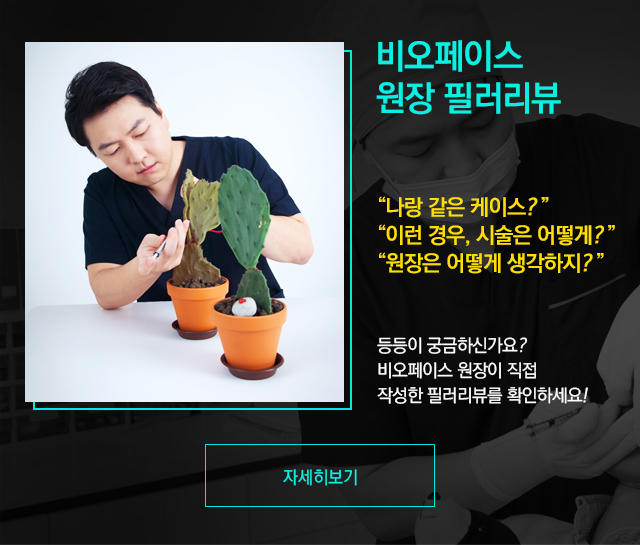 비오페이스
원장 필러리뷰
“나랑 같은 케이스?”
“이런 경우, 시술은 어떻게?”
“원장은 어떻게 생각하지?”
등등이 궁금하신가요?
비오페이스 원장이 직접
작성한 필러리뷰를 확인하세요!
자세히보기